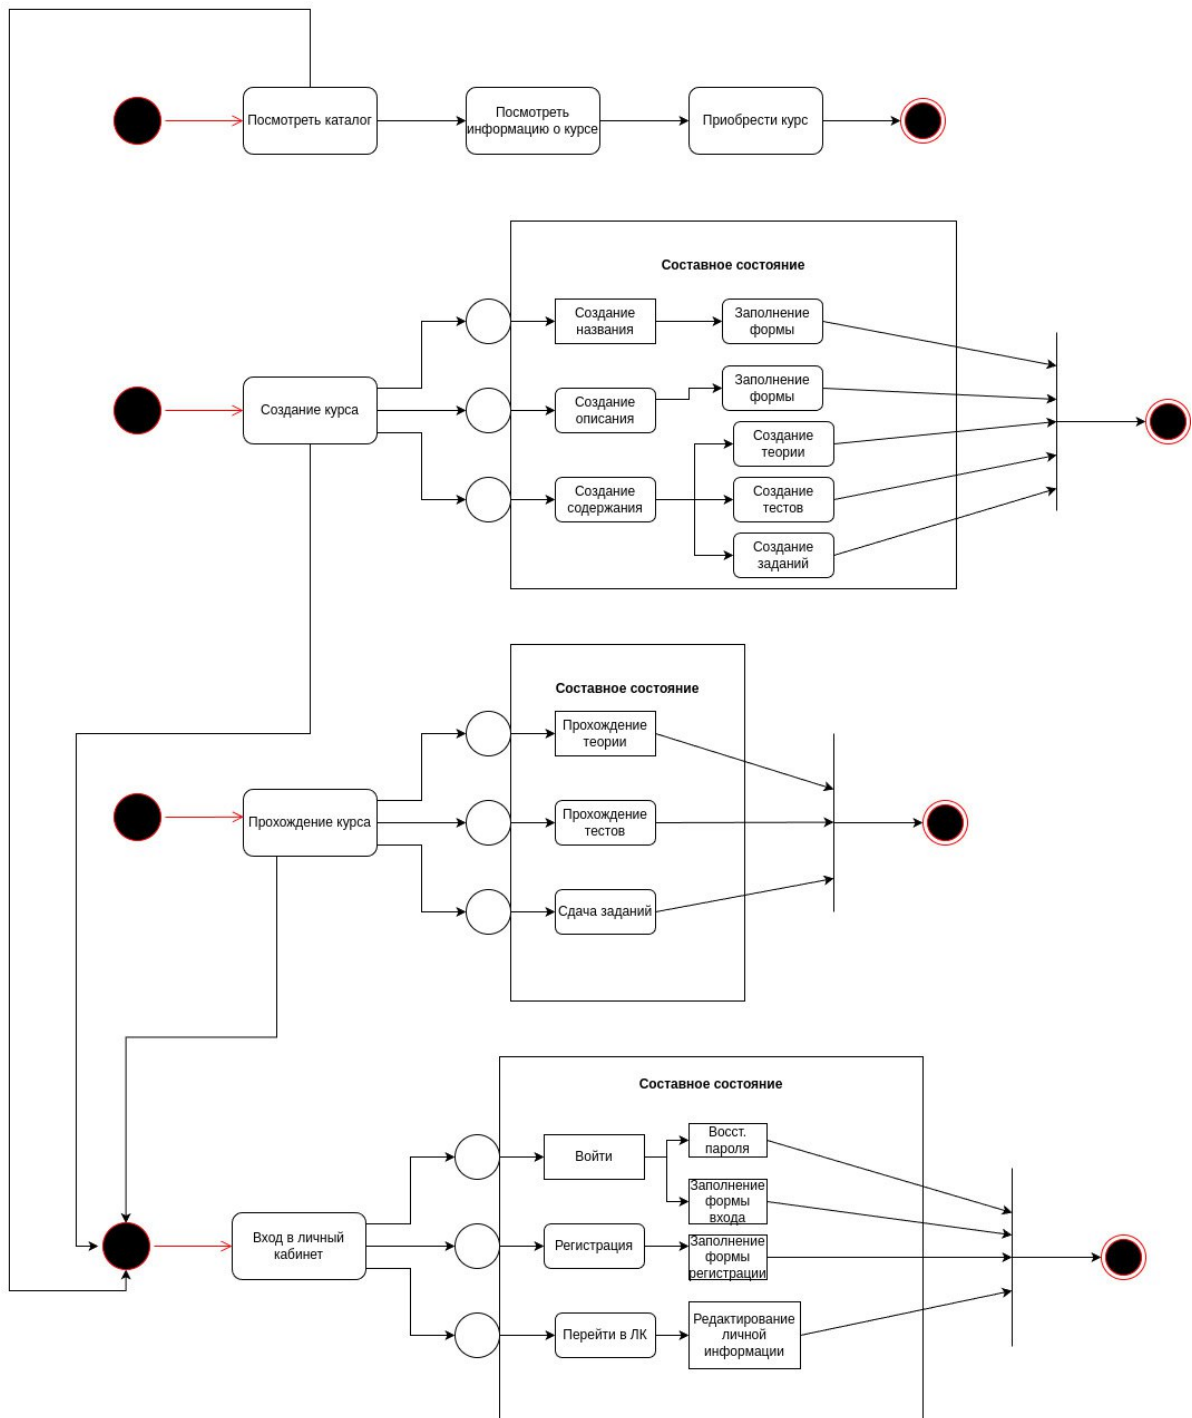 Посмотреть каталог
Посмотреть
информацию о курсе
Приобрести курс
Составное состояние
Создание
названия
Заполнение
формы
Создание курса
Создание
описания
Заполнение
формы
Создание
теории
Создание
содержания
Создание
тестов
Создание
заданий
Составное состояние
Прохождение
теории
Прохождение курса
Прохождение
тестов
Сдача заданий
Составное состояние
Войти
Восст.
пароля
Заполнение
формы
входа
Вход в личный
кабинет
Регистрация
Заполнение
формы
регистрации
Перейти в ЛК
Редактирование
личной
информации